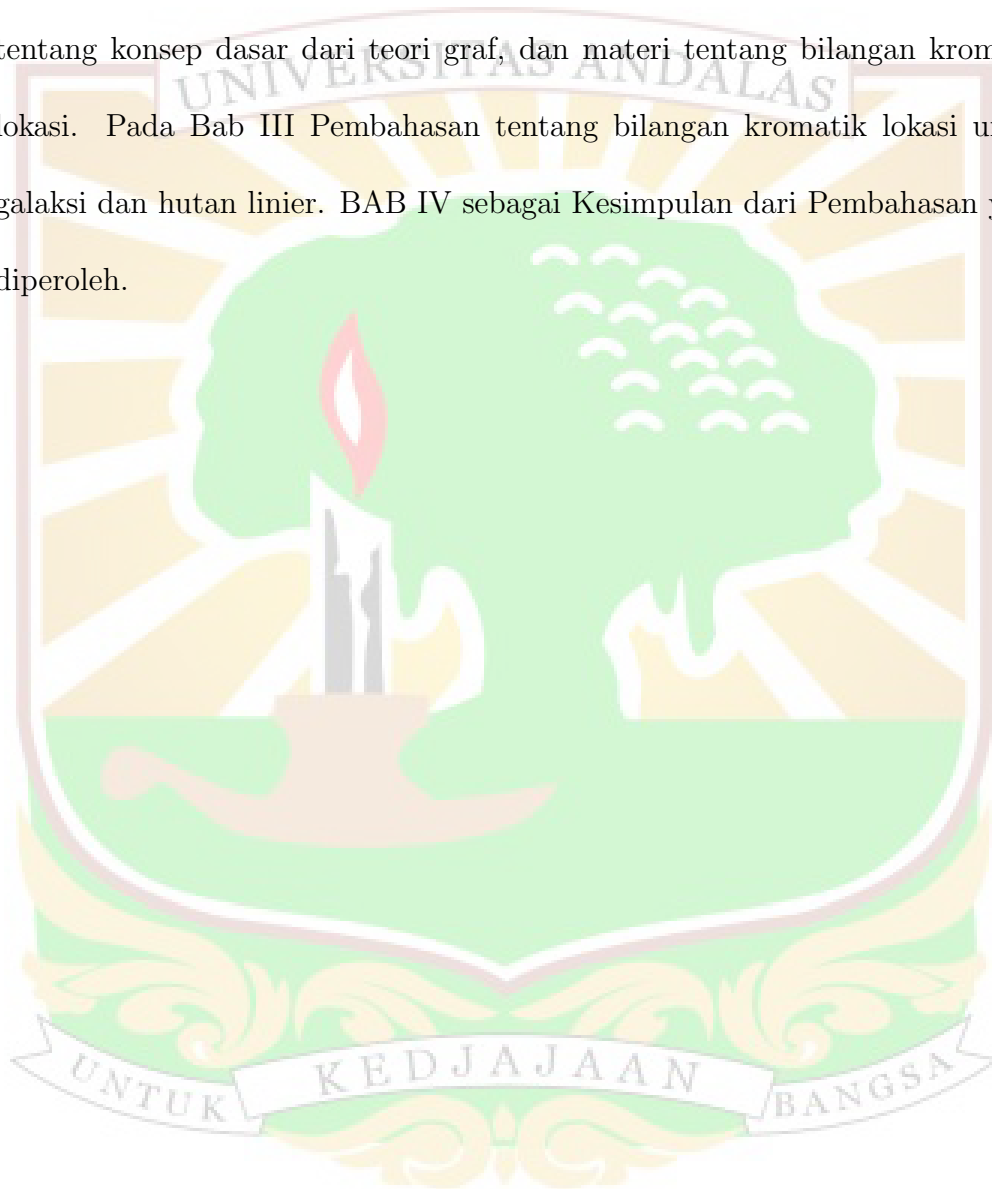 tentang konsep dasar dari teori graf, dan materi tentang bilangan krom
UNIVERSITAS ANDALAS
lokasi. Pada Bab III Pembahasan tentang bilangan kromatik lokasi
galaksi dan hutan linier. BAB IV sebagai Kesimpulan dari Pembahasan
diperoleh.
UNTUK KEDJAJAAN BANGSA